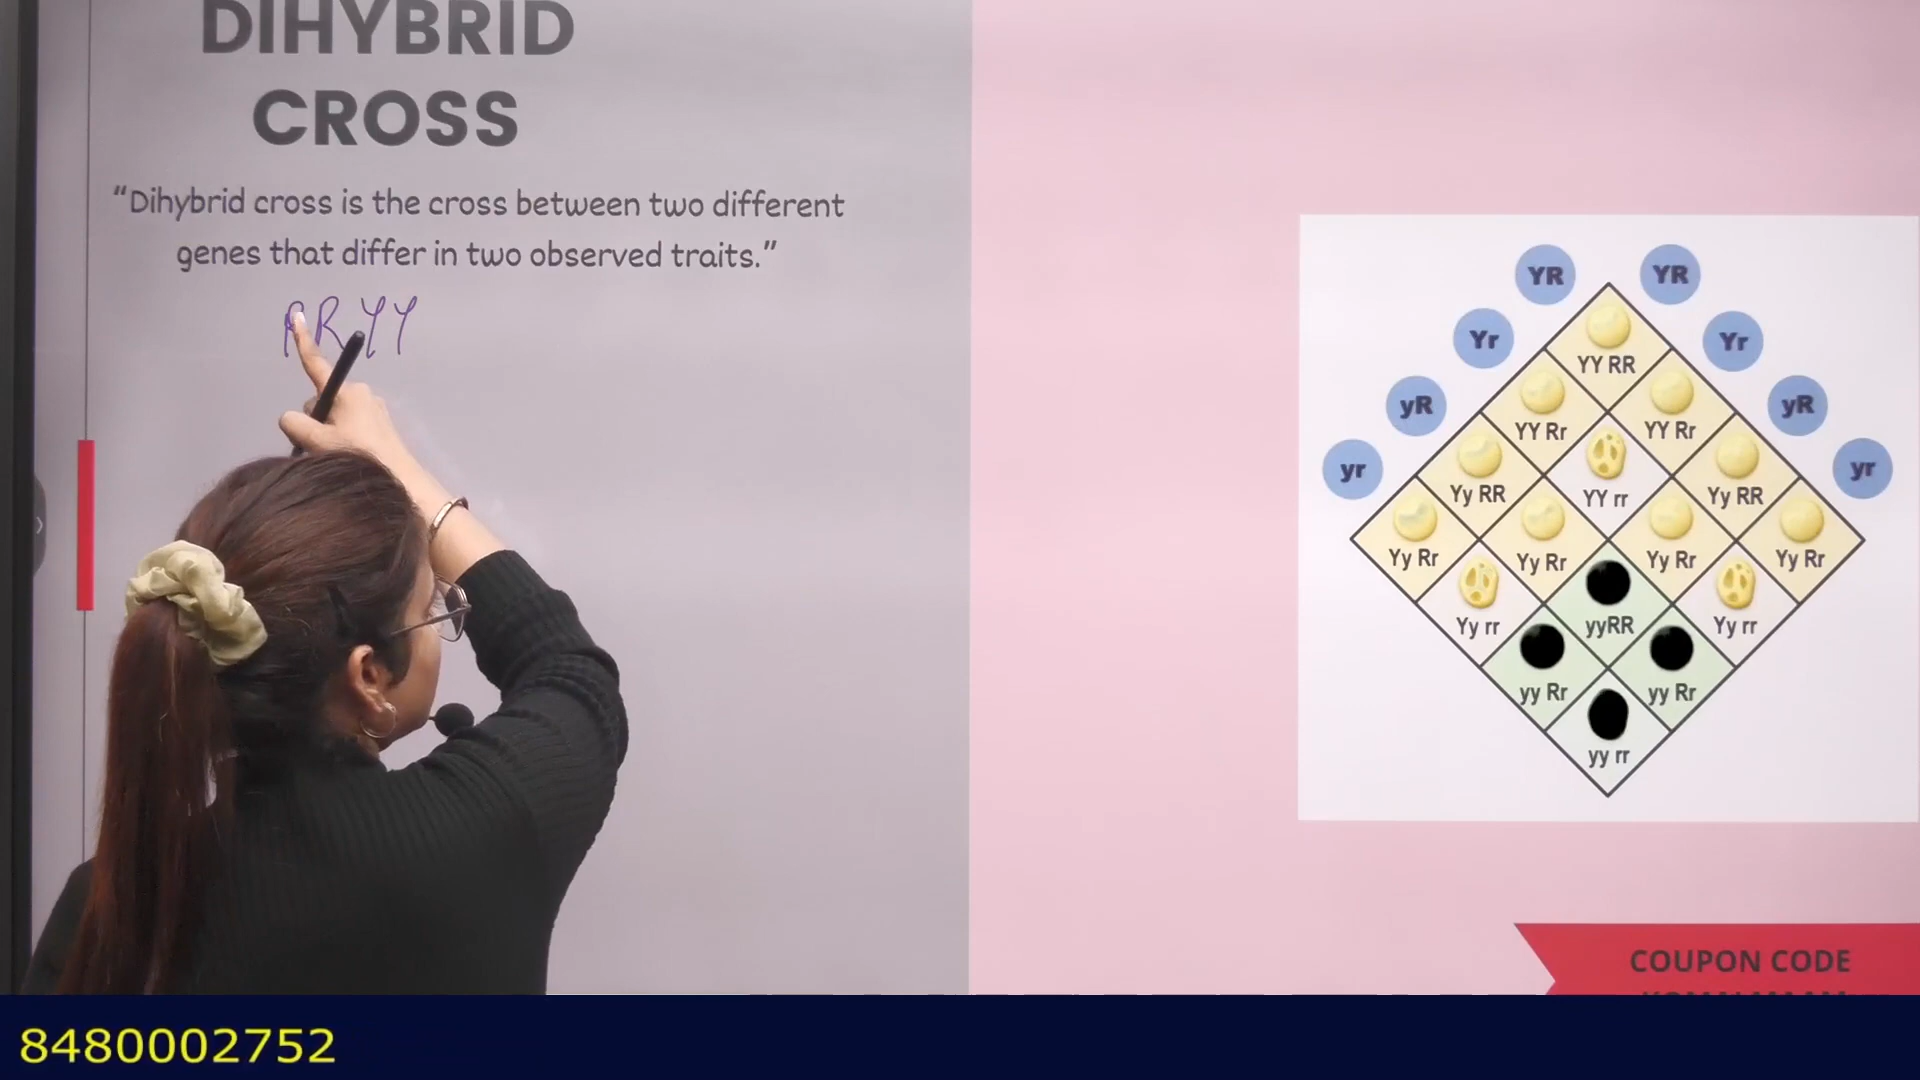 DIHYBRID
CROSS
“Dihybrid cross is the cross between two different
genes that differ in two observed traits.”
RRYY
YR YR
Yr Yr
yR yR
yr yr
YY RR
YY Rr YY Rr
Yy RR YY rr Yy RR
Yy Rr Yy Rr Yy Rr Yy Rr
Yy rr yyRR Yy rr
yy Rr yy Rr
yy rr
COUPON CODE
8480002752